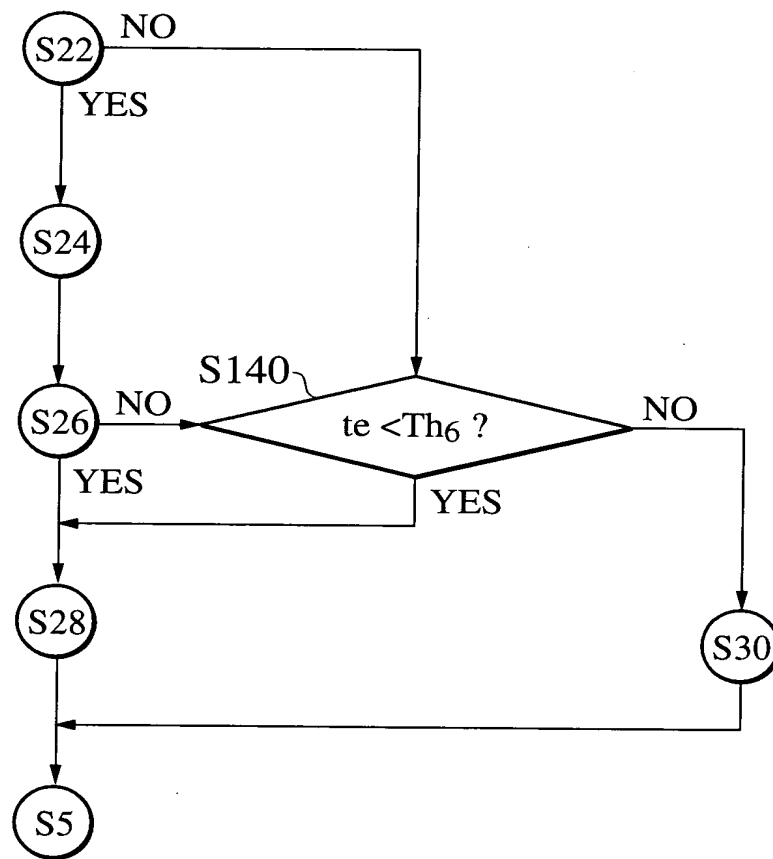 S22
NO
YES
S24
S140
S26
NO
te <Th6 ?
NO
YES
YES
S28
S30
S5